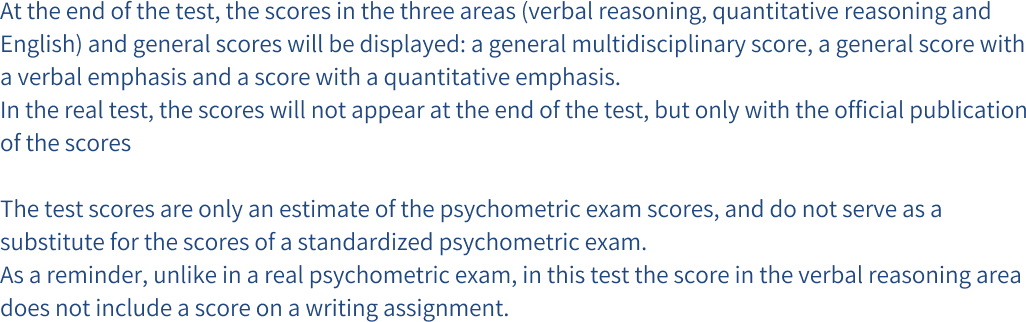 At the end of the test, the scores in the three areas (verbal reasoning, quantitative reasoning and
English) and general scores will be displayed: a general multidisciplinary score, a general score with
a verbal emphasis and a score with a quantitative emphasis.
In the real test, the scores will not appear at the end of the test, but only with the official publication
of the scores
The test scores are only an estimate of the psychometric exam scores, and do not serve as a
substitute for the scores of a standardized psychometric exam.
As a reminder, unlike in a real psychometric exam, in this test the score in the verbal reasoning area
does not include a score on a writing assignment.